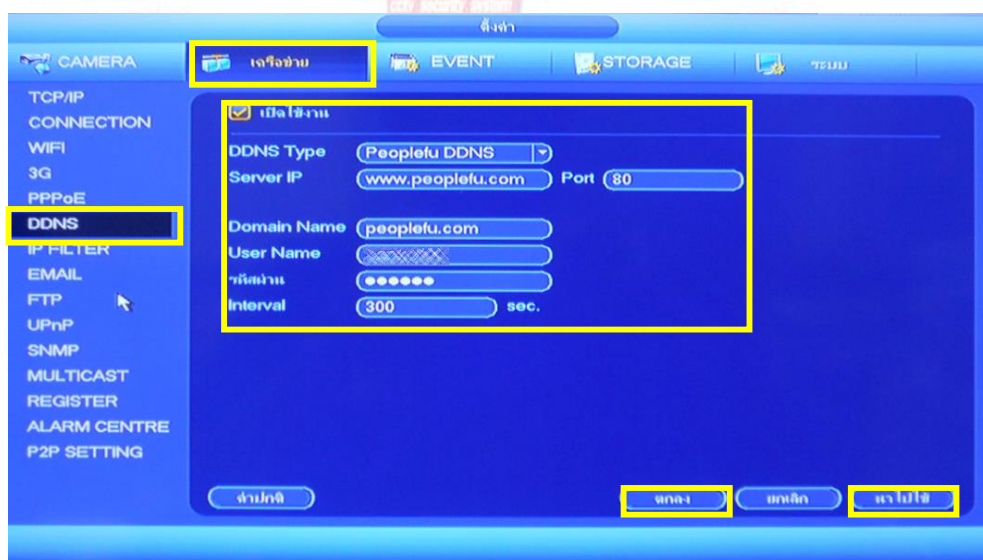 ตั้งค่า
CAMERA เครือข่าย EVENT STORAGE ระบบ
TCP/IP
CONNECTION
WIFI
3G
PPPoE
DDNS
IP FILTER
EMAIL
FTP
UPnP
SNMP
MULTICAST
REGISTER
ALARM CENTRE
P2P SETTING
เปิดใช้งาน
DDNS Type Peoplefu DDNS
Server IP www.peoplefu.com Port 80
Domain Name peoplefu.com
User Name
รหัสผ่าน ●●●●●●
Interval 300 sec.
ค่าปกติ ตกลง ยกเลิก นำไปใช้